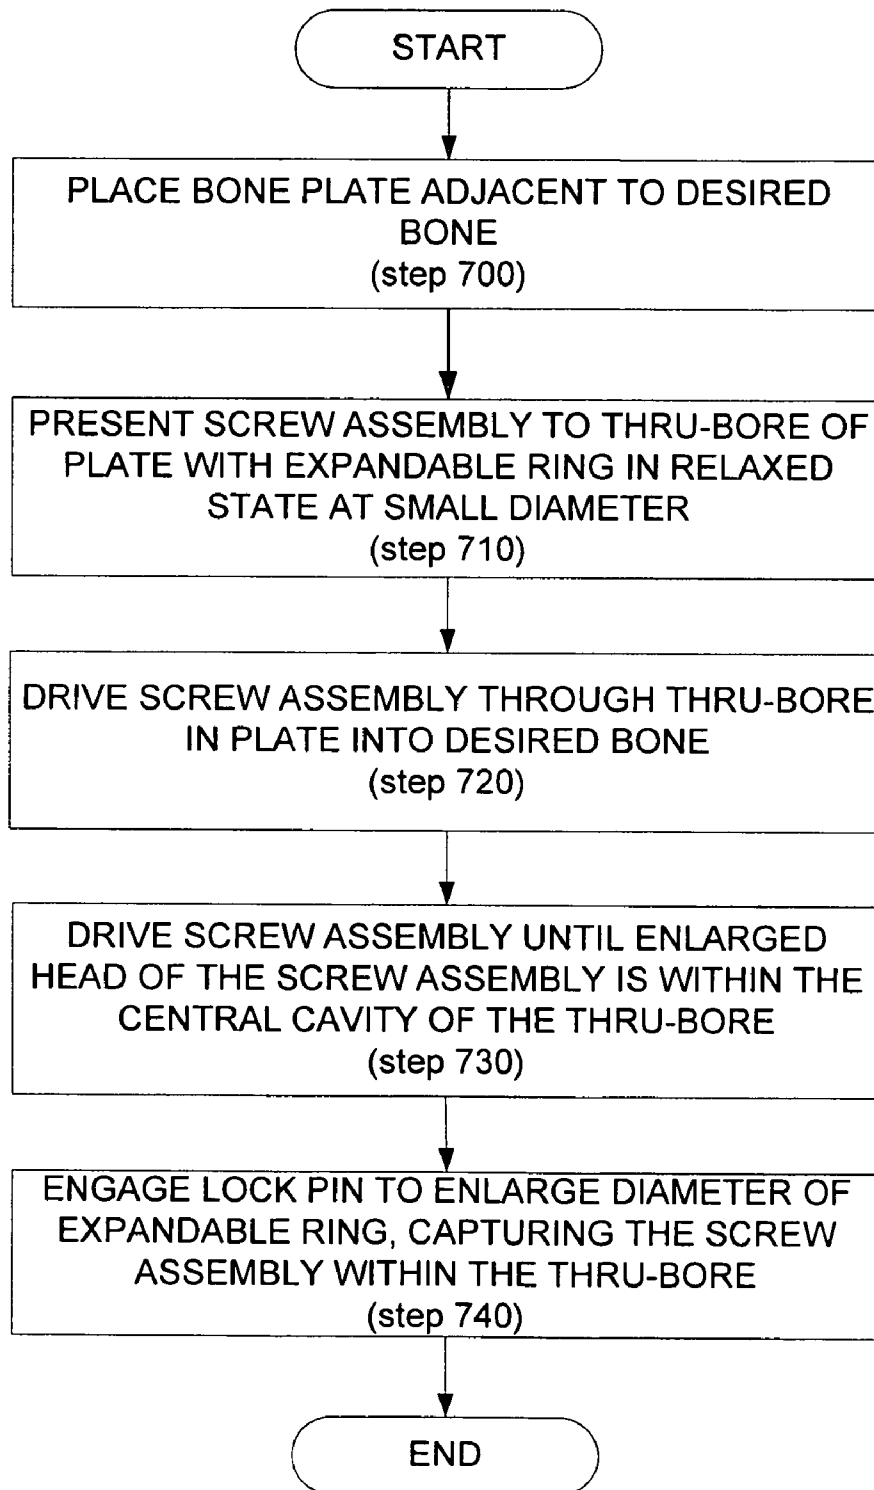 START
PLACE BONE PLATE ADJACENT TO DESIRED
BONE
(step 700)
PRESENT SCREW ASSEMBLY TO THRU-BORE OF
PLATE WITH EXPANDABLE RING IN RELAXED
STATE AT SMALL DIAMETER
(step 710)
DRIVE SCREW ASSEMBLY THROUGH THRU-BORE
IN PLATE INTO DESIRED BONE
(step 720)
DRIVE SCREW ASSEMBLY UNTIL ENLARGED
HEAD OF THE SCREW ASSEMBLY IS WITHIN THE
CENTRAL CAVITY OF THE THRU-BORE
(step 730)
ENGAGE LOCK PIN TO ENLARGE DIAMETER OF
EXPANDABLE RING, CAPTURING THE SCREW
ASSEMBLY WITHIN THE THRU-BORE
(step 740)
END